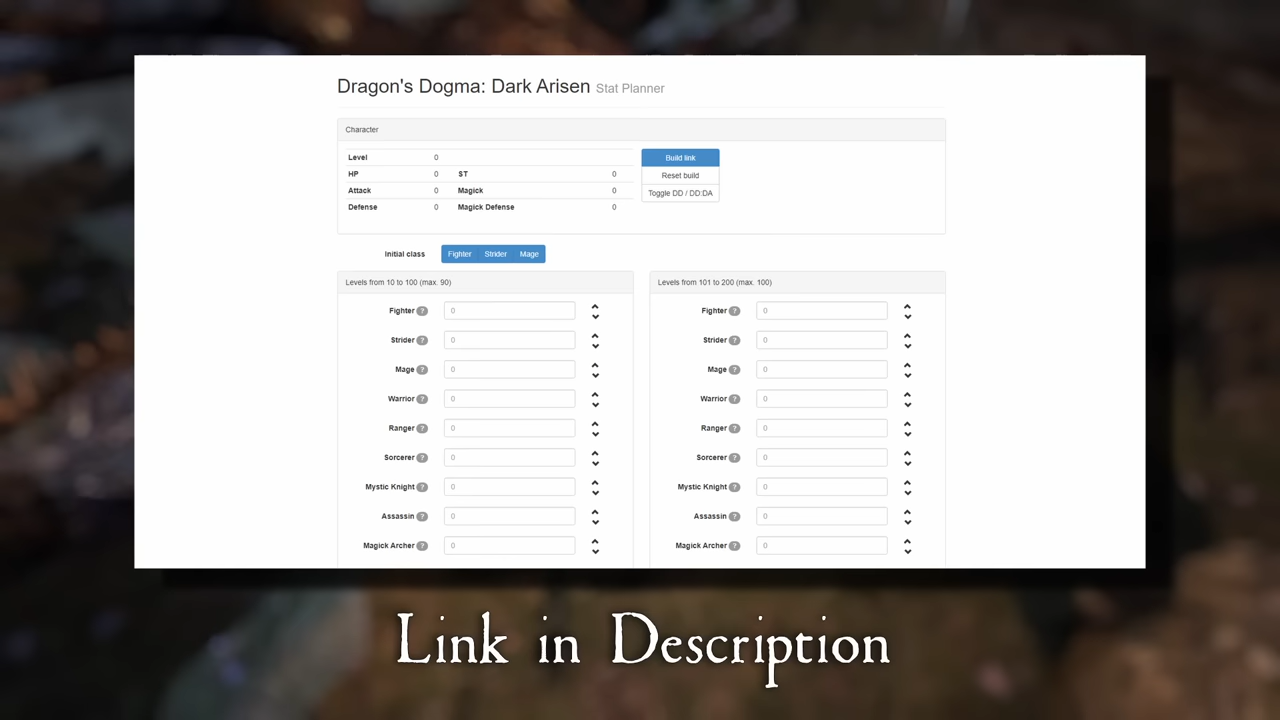 Dragon's Dogma: Dark Arisen Stat Planner
Character
Level 0
HP 0 ST 0
Attack 0 Magick 0
Defense 0 Magick Defense 0
Build link
Reset build
Toggle DD / DD:DA
Initial class Fighter Strider Mage
Levels from 10 to 100 (max. 90)
Fighter ? 0
Strider ? 0
Mage ? 0
Warrior ? 0
Ranger ? 0
Sorcerer ? 0
Mystic Knight ? 0
Assassin ? 0
Magick Archer ? 0
Levels from 101 to 200 (max. 100)
Fighter ? 0
Strider ? 0
Mage ? 0
Warrior ? 0
Ranger ? 0
Sorcerer ? 0
Mystic Knight ? 0
Assassin ? 0
Magick Archer ? 0
Link in Description